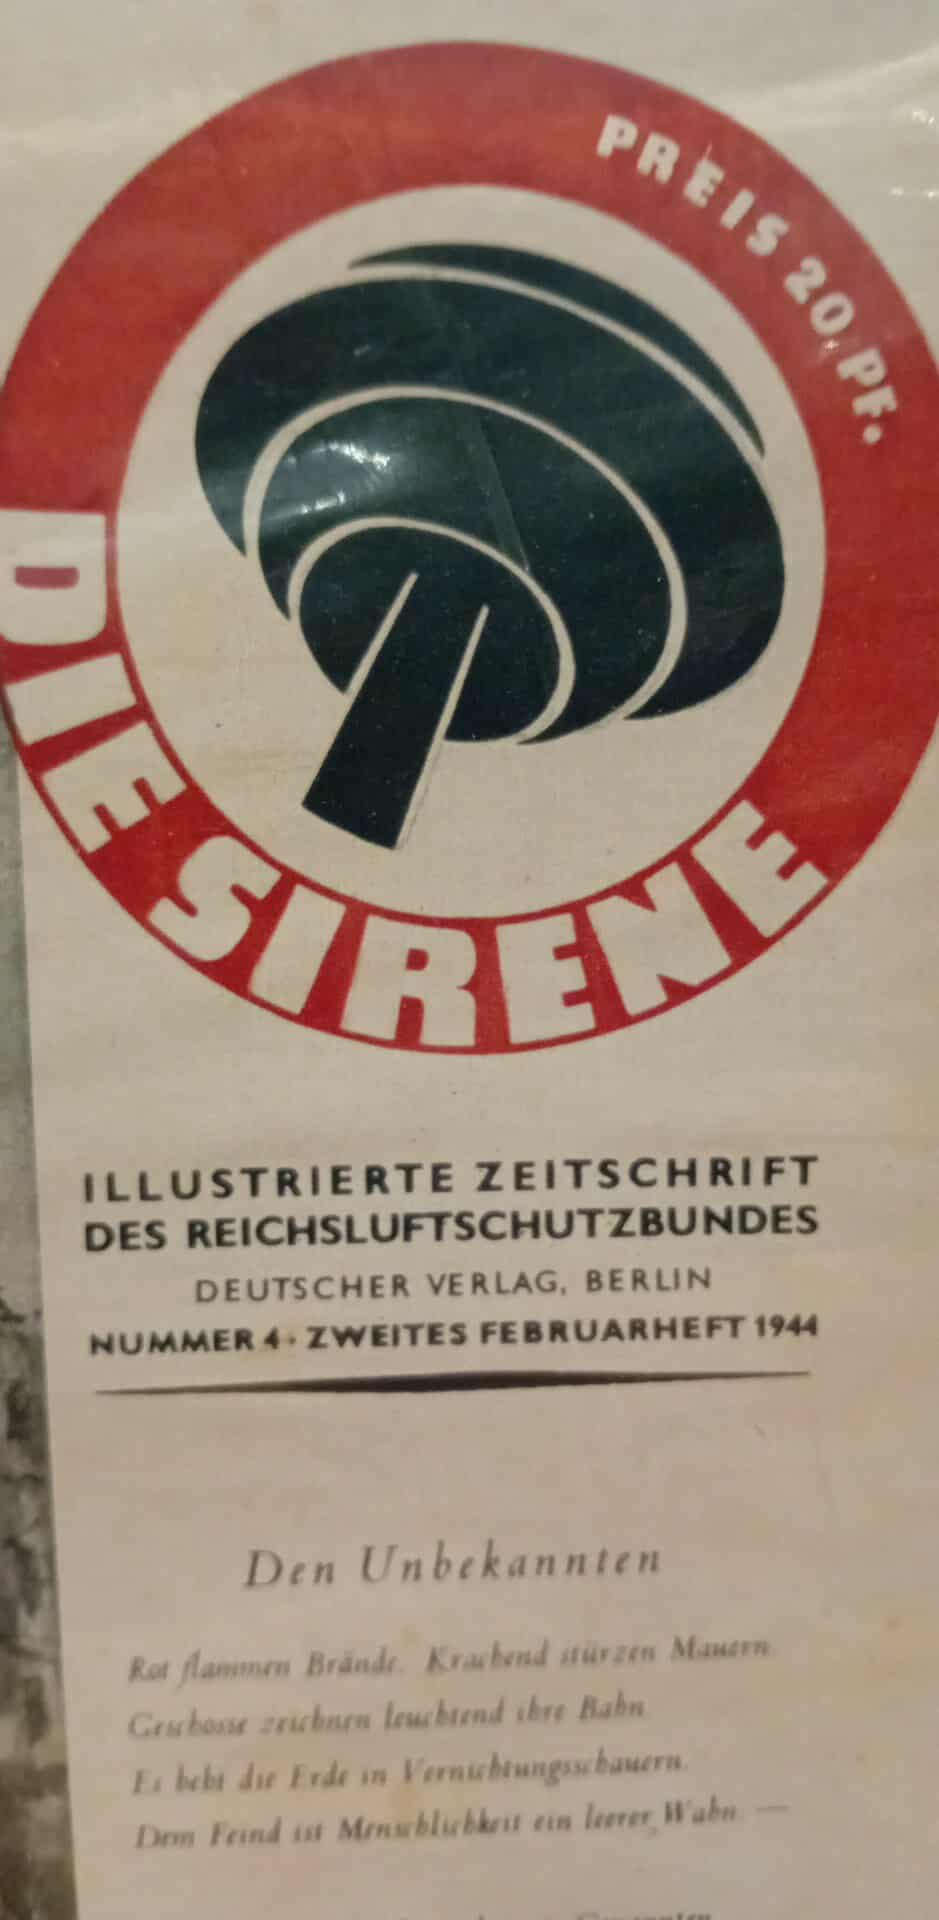 PREIS 20 PF.
DIE SIRENE
ILLUSTRIERTE ZEITSCHRIFT
DES REICHSLUFTSCHUTZBUNDES
DEUTSCHER VERLAG, BERLIN
NUMMER 4 · ZWEITES FEBRUARHEFT 1944
Den Unbekannten
Rot flammen Brände. Krachend stürzen Mauern.
Geschosse zeichnen leuchtend ihre Bahn.
Es bebt die Erde in Vernichtungsschauern.
Dem Feind ist Menschlichkeit ein leerer Wahn. —